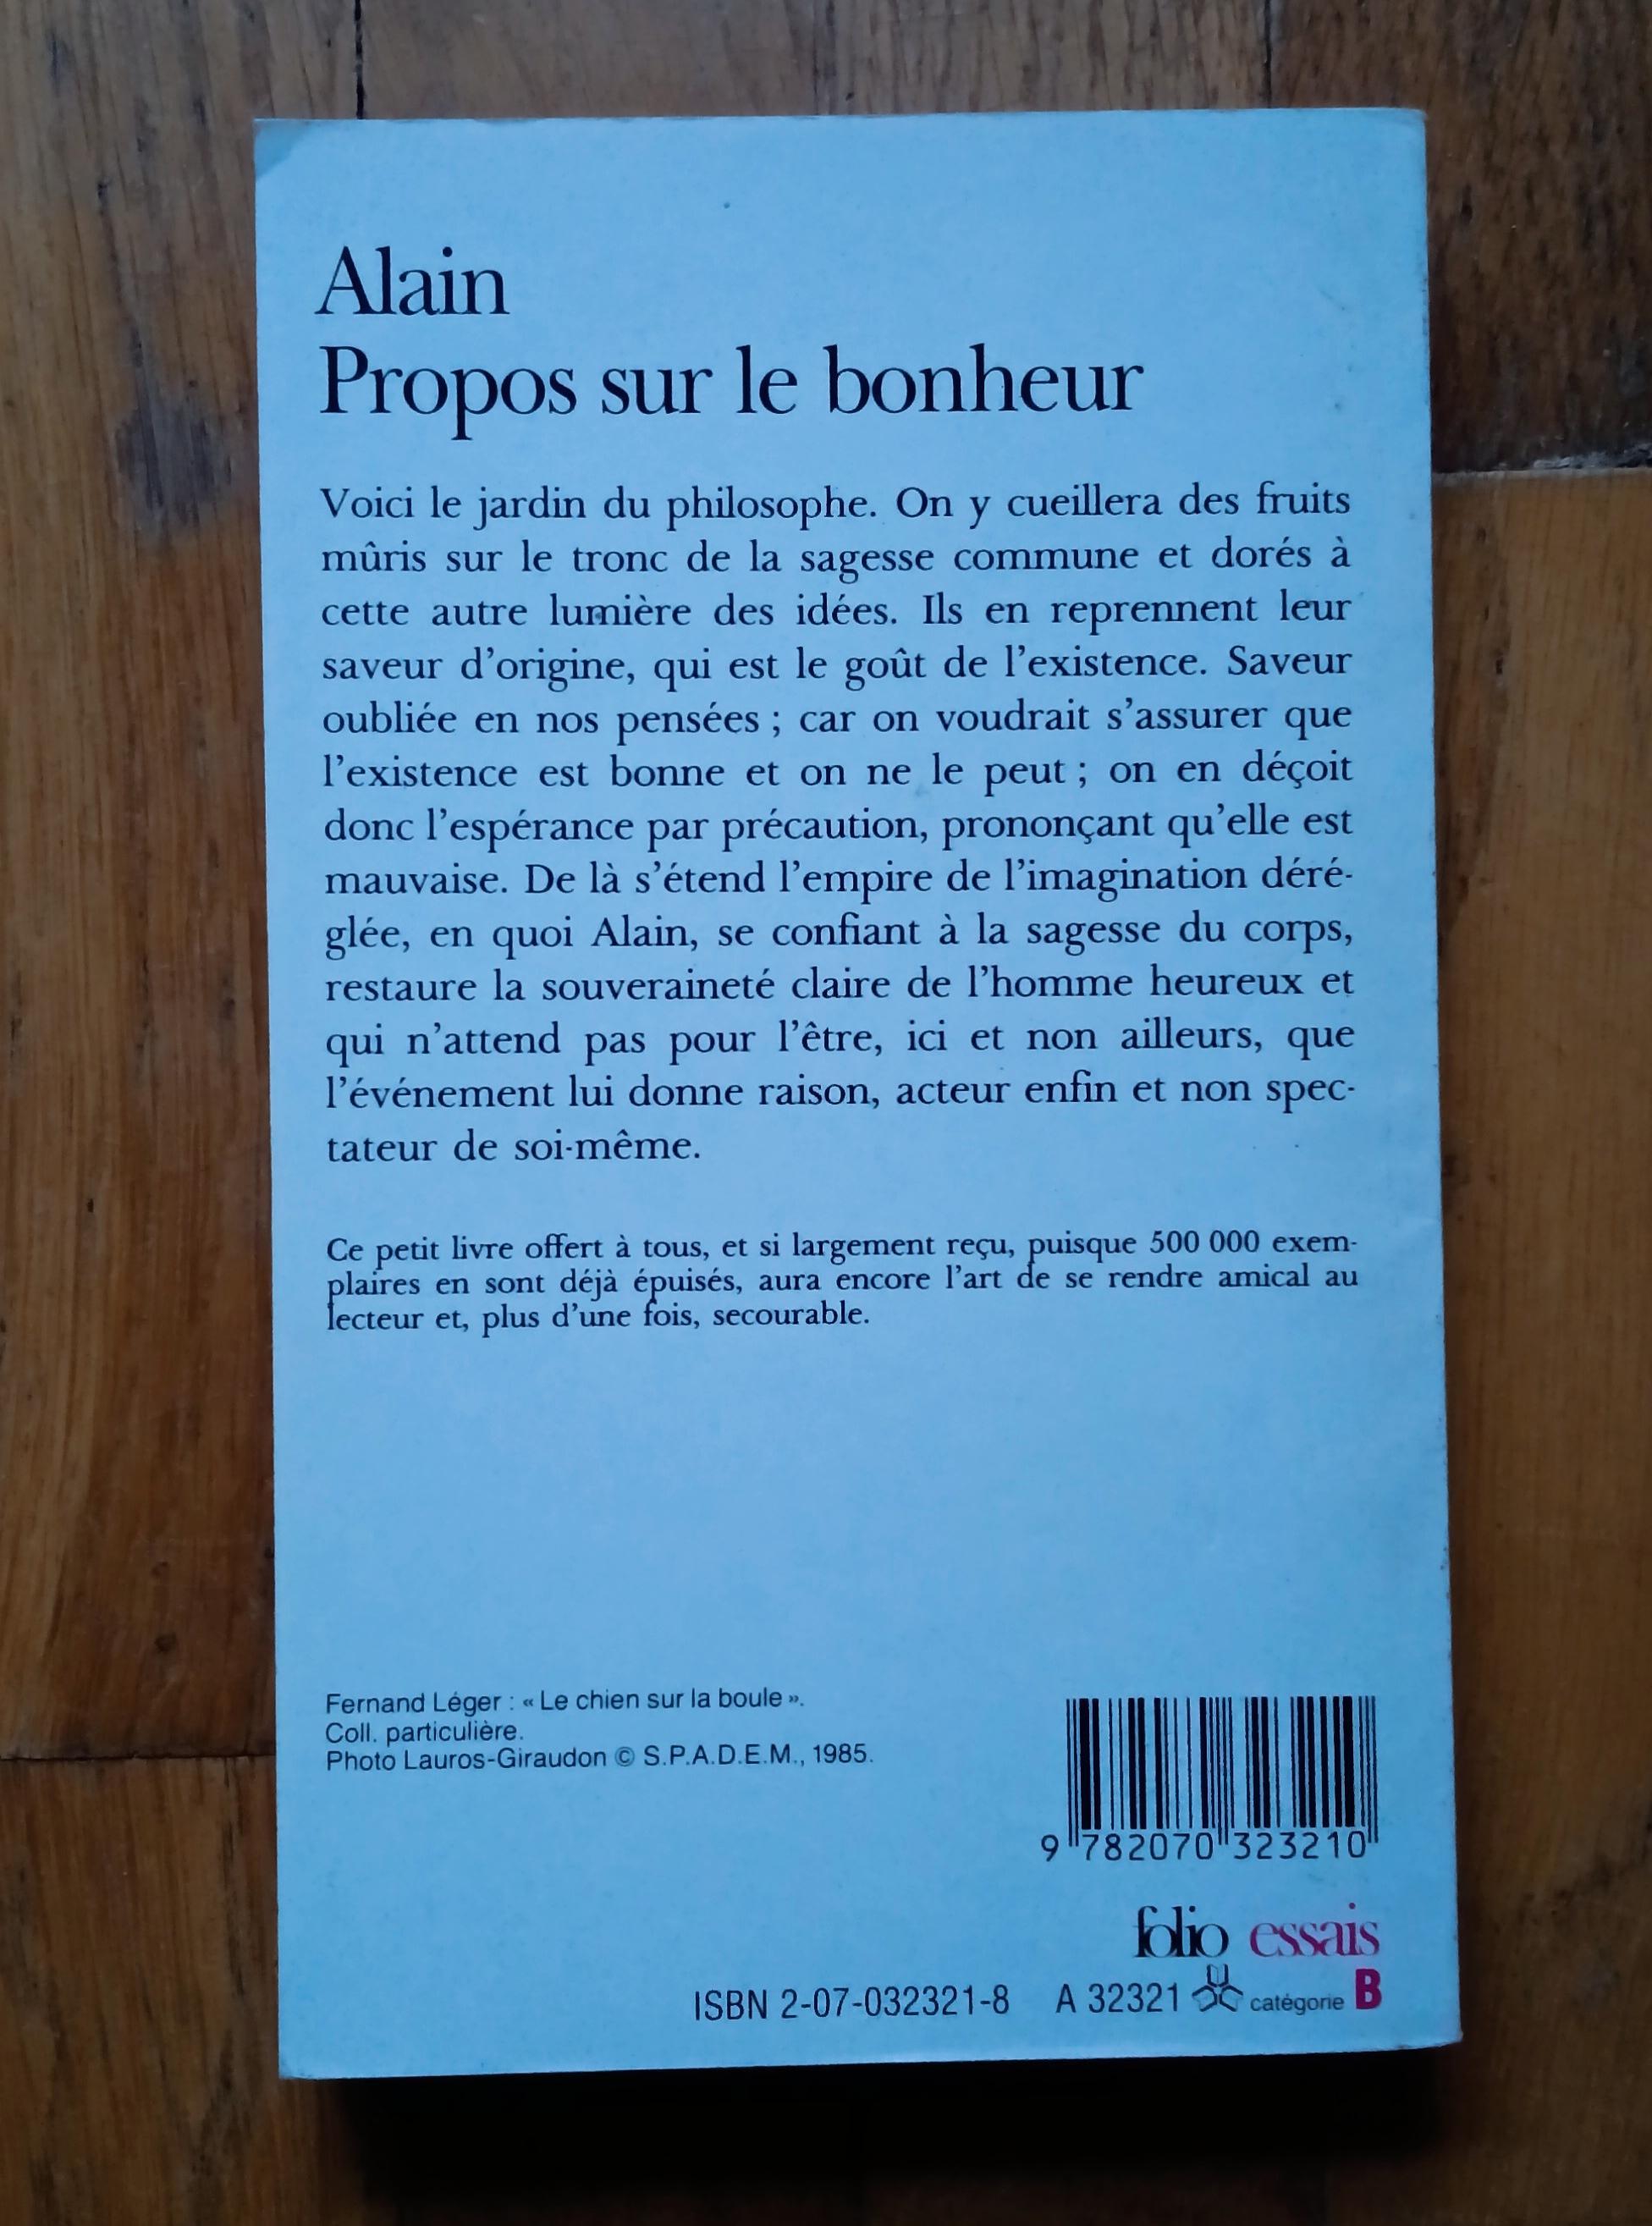 Alain
Propos sur le bonheur
Voici le jardin du philosophe. On y cueillera des fruits
mûris sur le tronc de la sagesse commune et dorés à
cette autre lumière des idées. Ils en reprennent leur
saveur d'origine, qui est le goût de l'existence. Saveur
oubliée en nos pensées ; car on voudrait s'assurer que
l'existence est bonne et on ne le peut ; on en déçoit
donc l'espérance par précaution, prononçant qu'elle est
mauvaise. De là s'étend l'empire de l'imagination déré-
glée, en quoi Alain, se confiant à la sagesse du corps,
restaure la souveraineté claire de l'homme heureux et
qui n'attend pas pour l'être, ici et non ailleurs, que
l'événement lui donne raison, acteur enfin et non spec-
tateur de soi-même.
Ce petit livre offert à tous, et si largement reçu, puisque 500 000 exem-
plaires en sont déjà épuisés, aura encore l'art de se rendre amical au
lecteur et, plus d'une fois, secourable.
Fernand Léger : « Le chien sur la boule ».
Coll. particulière.
Photo Lauros-Giraudon © S.P.A.D.E.M., 1985.
9 782070 323210
folio essais
ISBN 2-07-032321-8 A 32321 catégorie B